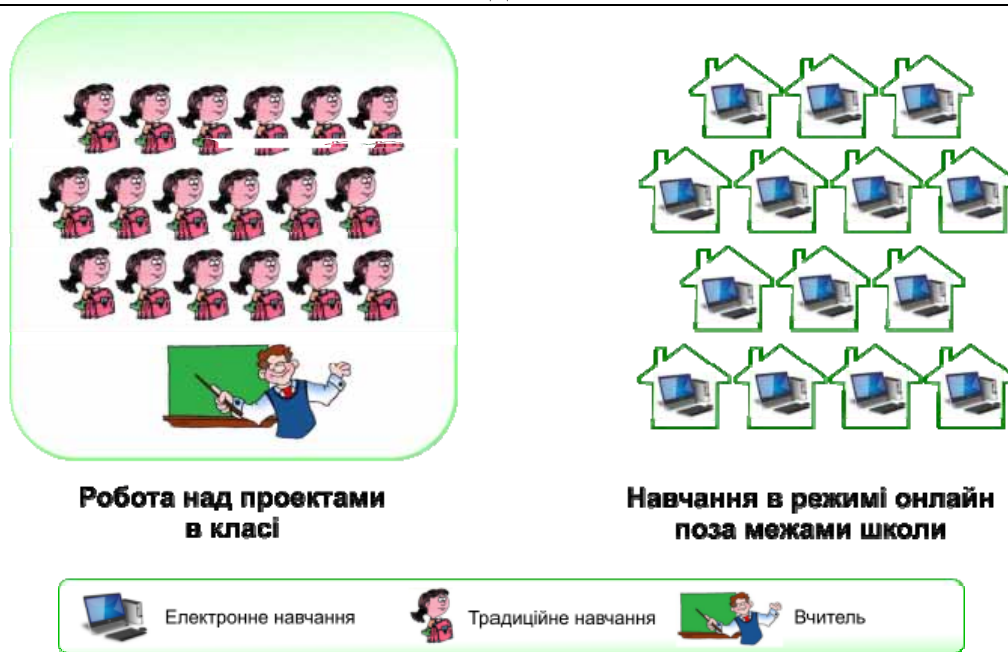 Робота над проектами
в класі
Навчання в режимі онлайн
поза межами школи
Електронне навчання
Традиційне навчання
Вчитель